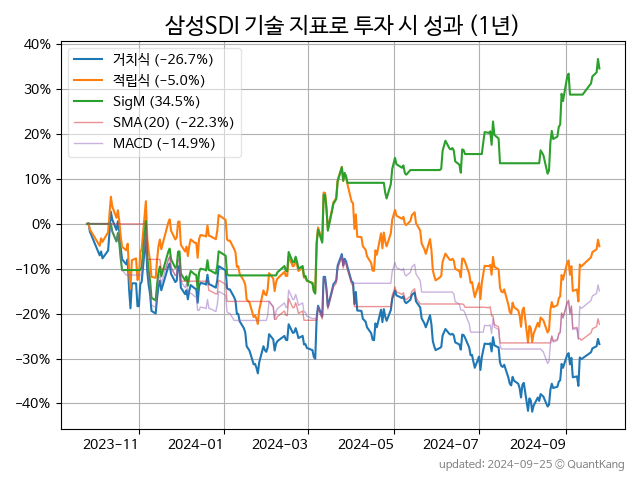 삼성SDI 기술 지표로 투자 시 성과 (1년)
거치식 (−26.7%)
적립식 (−5.0%)
SigM (34.5%)
SMA(20) (−22.3%)
MACD (−14.9%)
40%
30%
20%
10%
0%
−10%
−20%
−30%
−40%
2023-11 2024-01 2024-03 2024-05 2024-07 2024-09
updated: 2024-09-25 © QuantKang